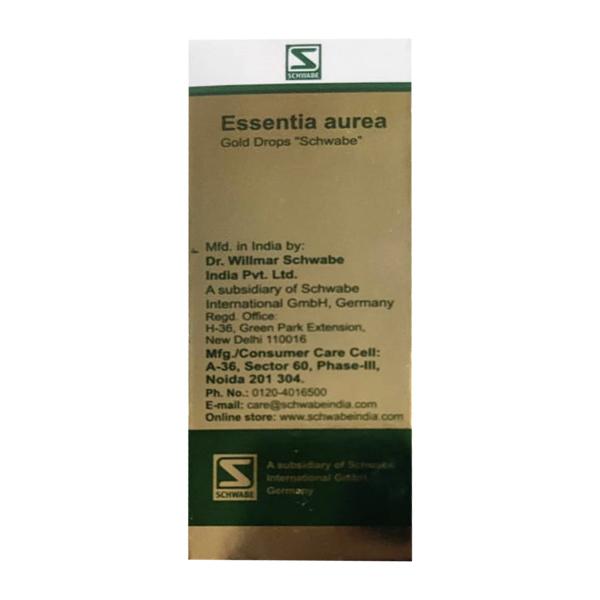 S
SCHWABE
Essentia aurea
Gold Drops "Schwabe"
Mfd. in India by:
Dr. Willmar Schwabe
India Pvt. Ltd.
A subsidiary of Schwabe
International GmbH, Germany
Regd. Office:
H-36, Green Park Extension,
New Delhi 110016
Mfg./Consumer Care Cell:
A-36, Sector 60, Phase-III,
Noida 201 304.
Ph. No.: 0120-4016500
E-mail: care@schwabeindia.com
Online store: www.schwabeindia.com
S
SCHWABE
A subsidiary of Schwabe
International GmbH,
Germany